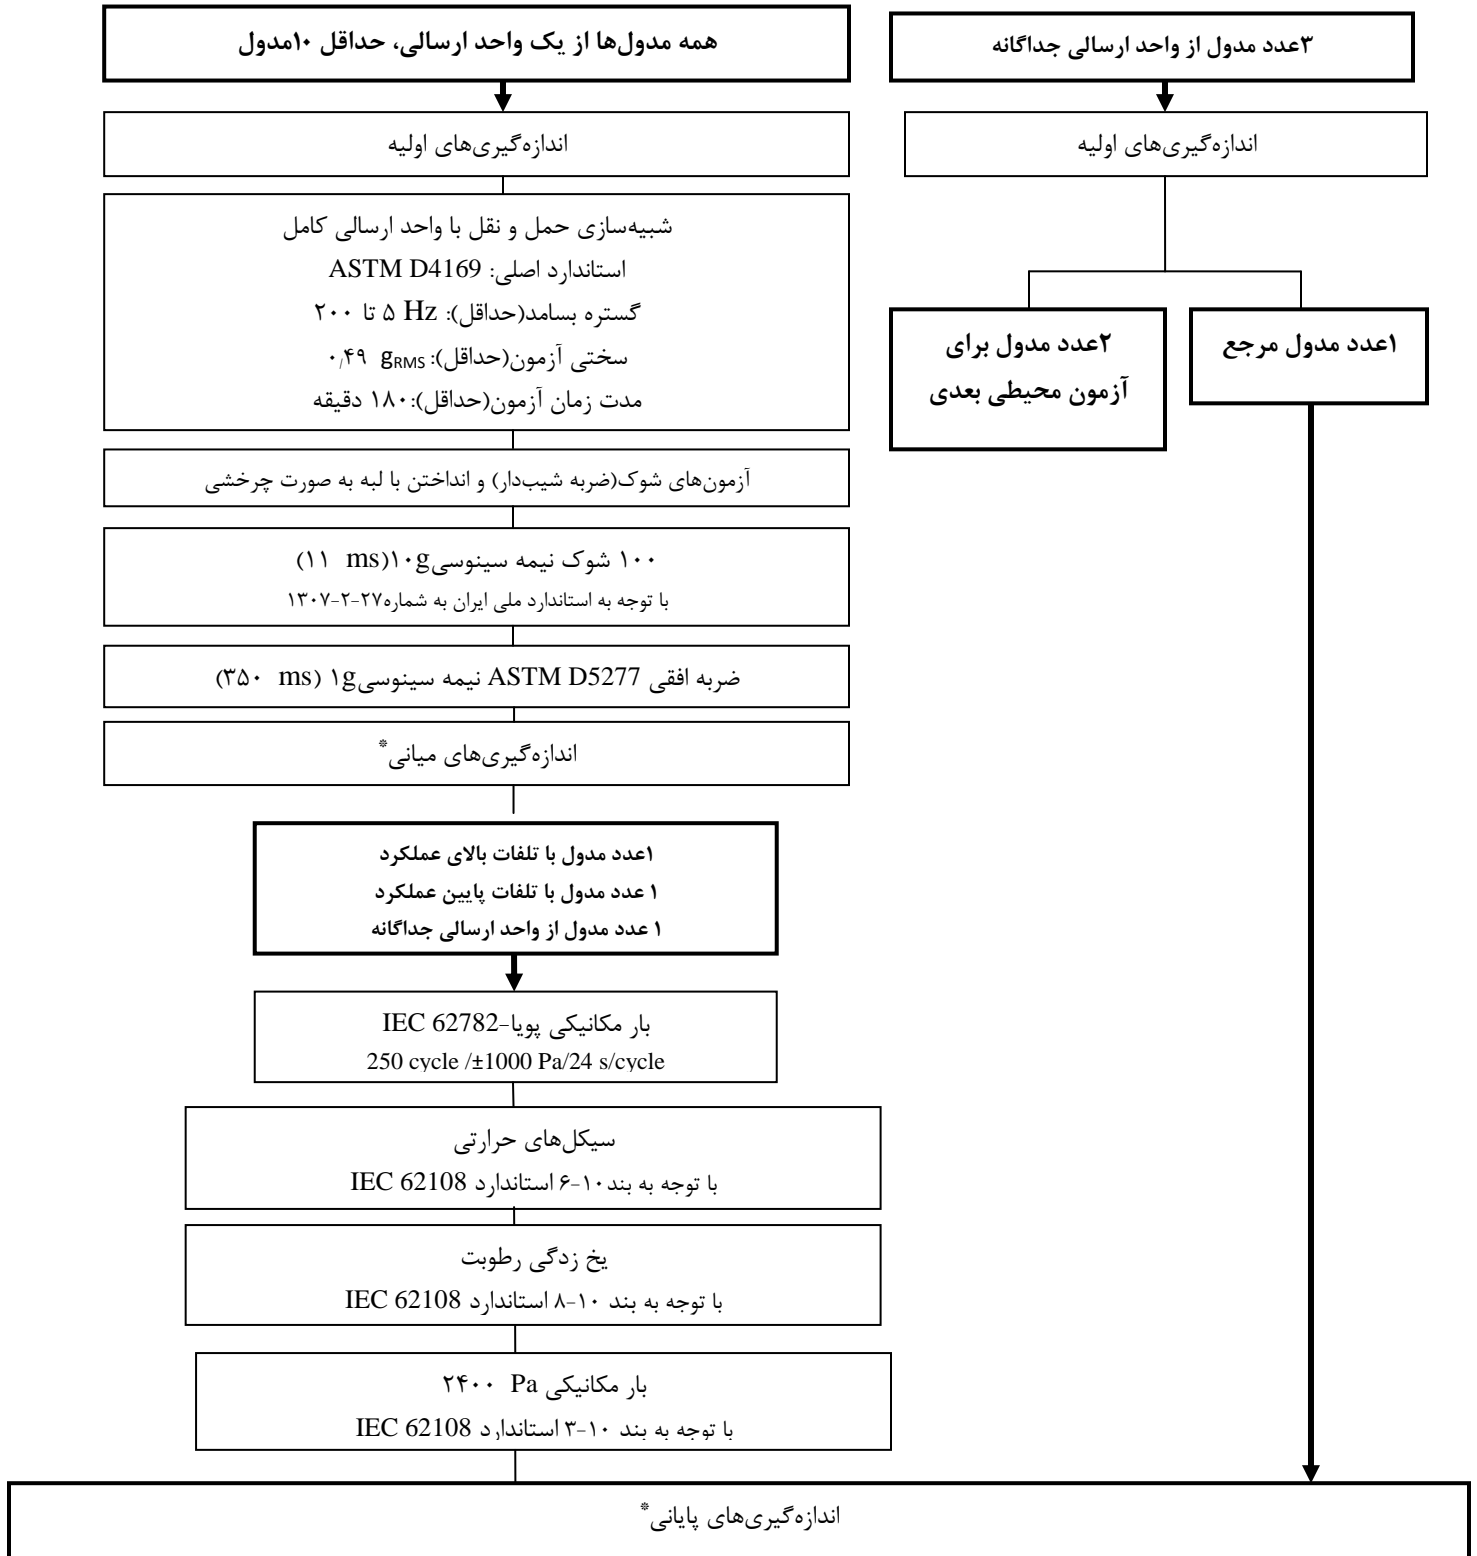 ۳عدد مدول از واحد ارسالی جداگانه
همه مدول‌ها از یک واحد ارسالی، حداقل ۱۰مدول
اندازه‌گیری‌های اولیه
اندازه‌گیری‌های اولیه
شبیه‌سازی حمل و نقل با واحد ارسالی کامل
استاندارد اصلی: ASTM D4169
گستره بسامد(حداقل): ۵ Hz تا ۲۰۰
سختی آزمون(حداقل): ۰٫۴۹ gRMS
مدت زمان آزمون(حداقل):۱۸۰ دقیقه
۱عدد مدول مرجع
۲عدد مدول برای
آزمون محیطی بعدی
آزمون‌های شوک(ضربه شیب‌دار) و انداختن با لبه به صورت چرخشی
۱۰۰ شوک نیمه سینوسی۱۰g(۱۱ ms)
با توجه به استاندارد ملی ایران به شماره۲۷-۲-۱۳۰۷
ضربه افقی ASTM D5277 نیمه سینوسی۱g (۳۵۰ ms)
اندازه‌گیری‌های میانی*
۱عدد مدول با تلفات بالای عملکرد
۱ عدد مدول با تلفات پایین عملکرد
۱ عدد مدول از واحد ارسالی جداگانه
بار مکانیکی پویا-IEC 62782
250 cycle /±1000 Pa/24 s/cycle
سیکل‌های حرارتی
با توجه به بند۱۰-۶ استاندارد IEC 62108
یخ زدگی رطوبت
با توجه به بند ۱۰-۸ استاندارد IEC 62108
بار مکانیکی ۲۴۰۰ Pa
با توجه به بند ۱۰-۳ استاندارد IEC 62108
اندازه‌گیری‌های پایانی*